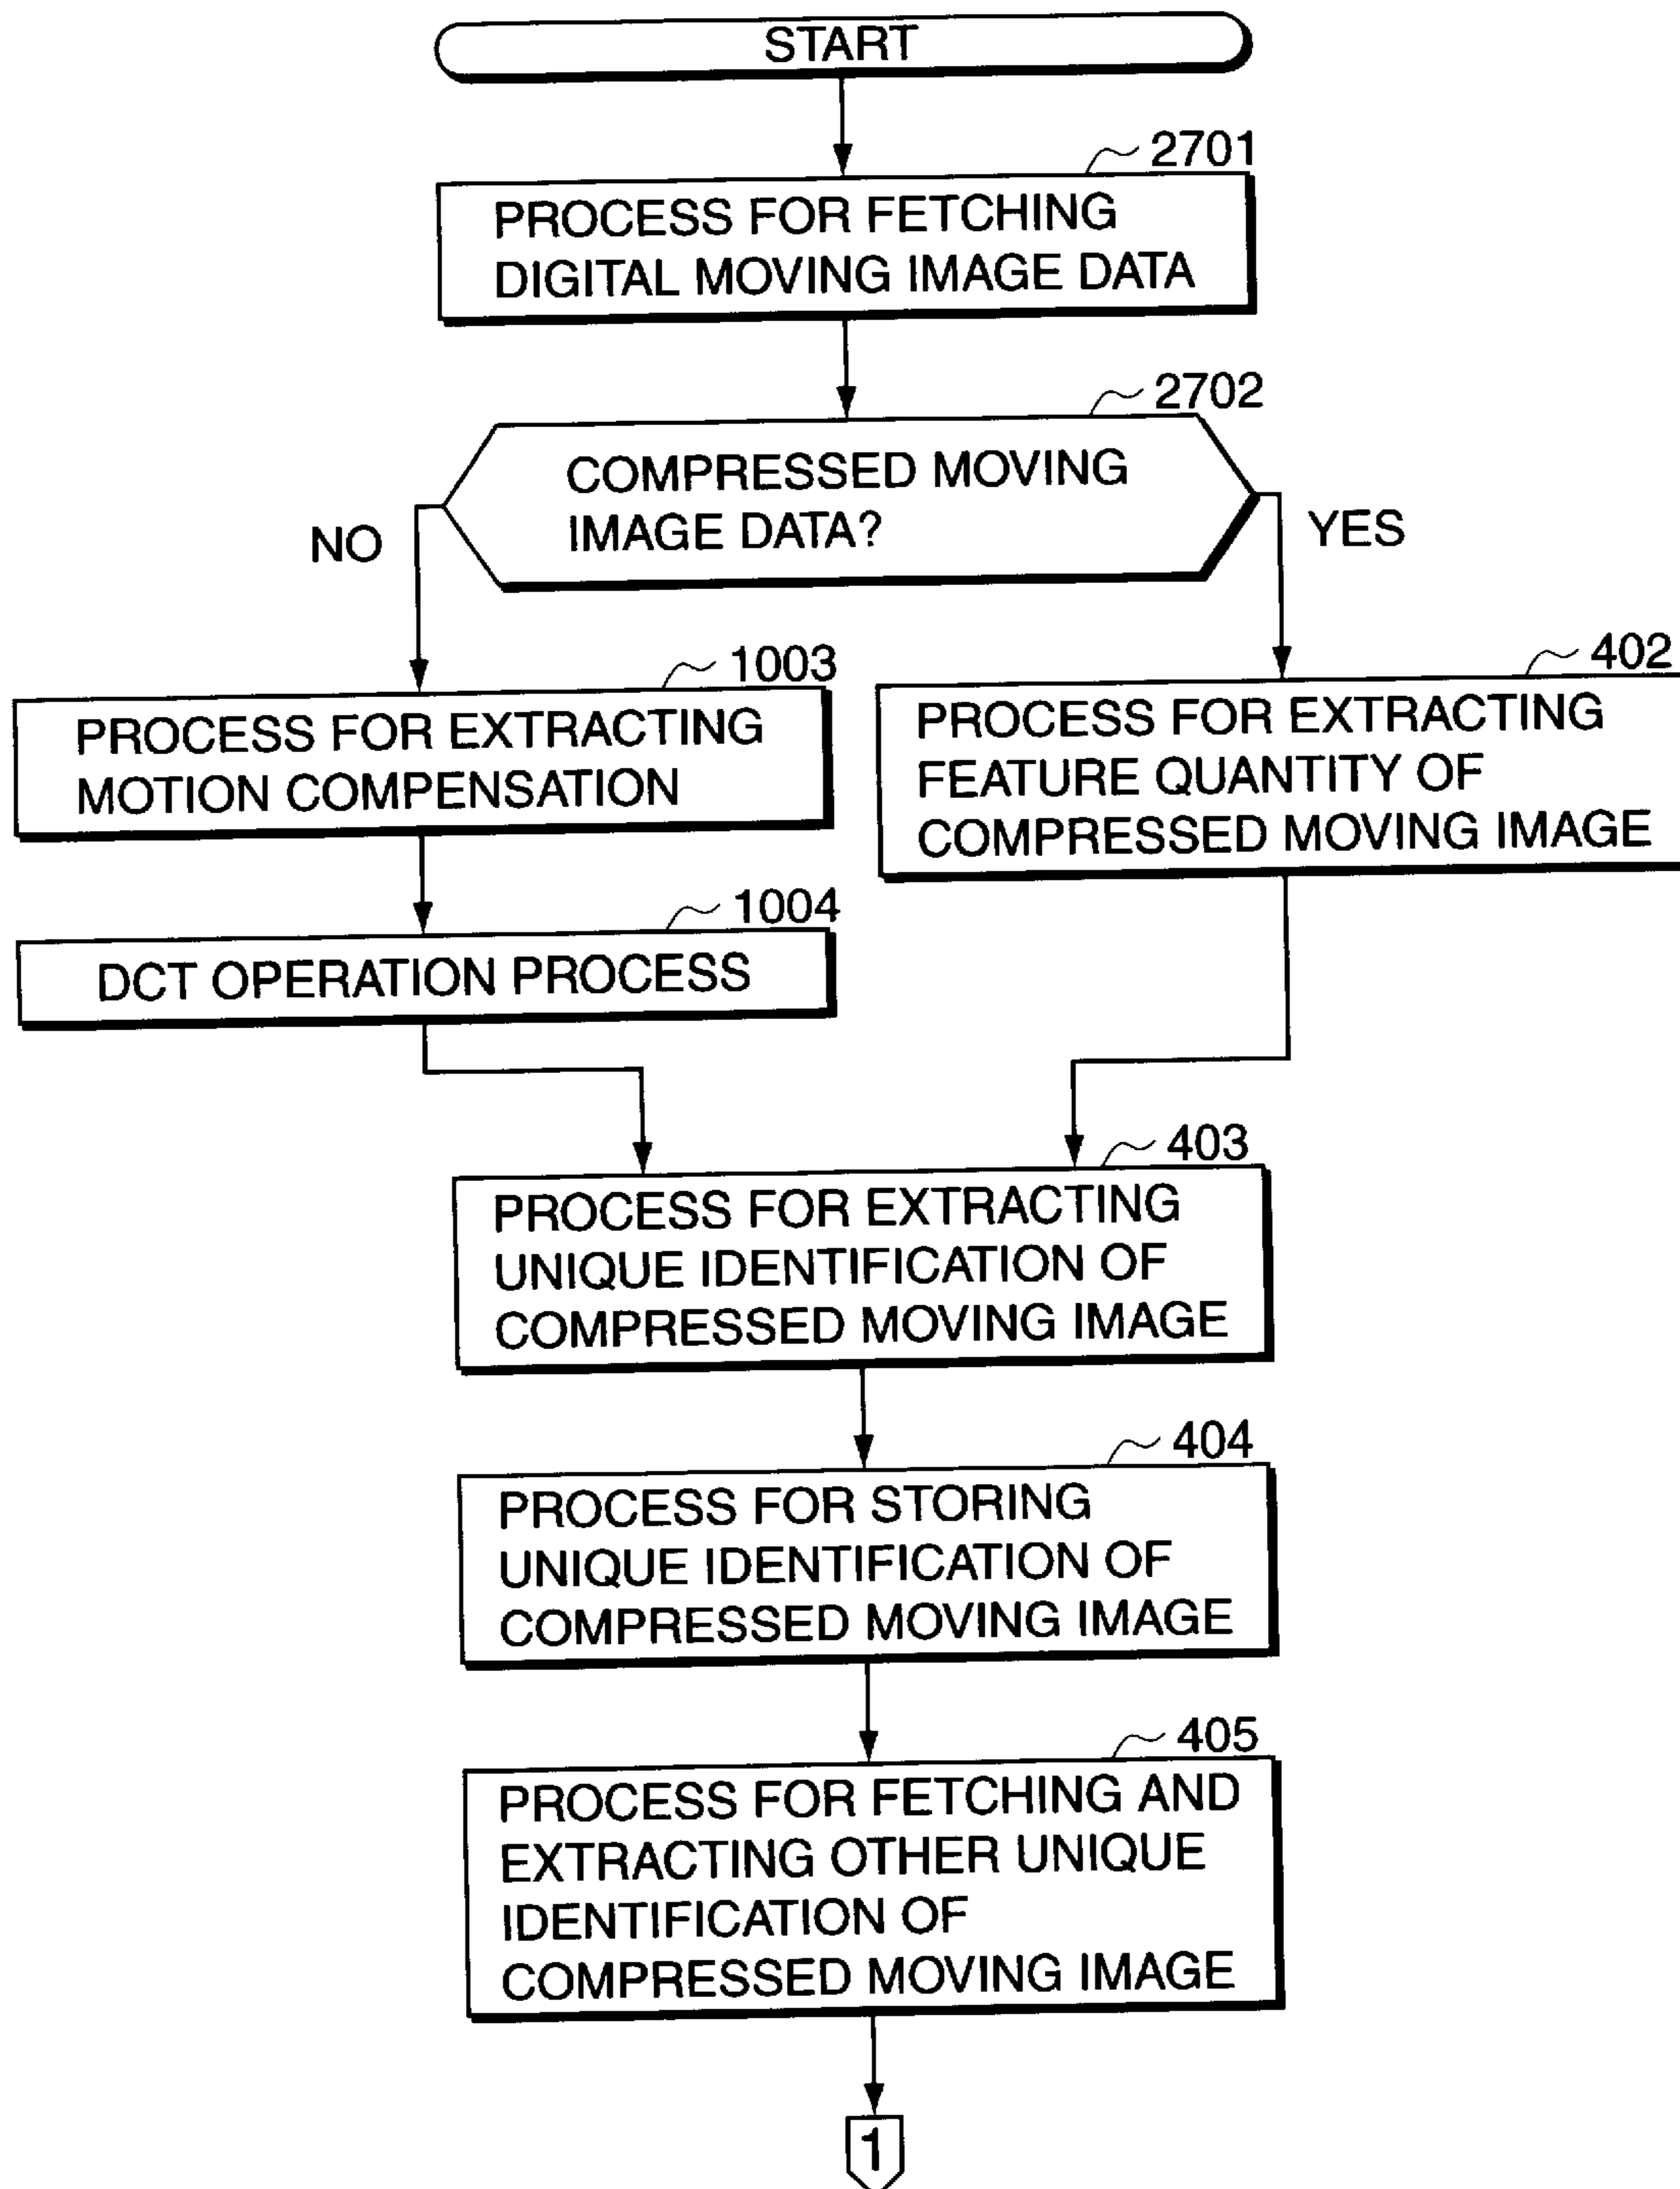 START
2701
PROCESS FOR FETCHING
DIGITAL MOVING IMAGE DATA
2702
COMPRESSED MOVING
IMAGE DATA?
NO
YES
1003
PROCESS FOR EXTRACTING
MOTION COMPENSATION
402
PROCESS FOR EXTRACTING
FEATURE QUANTITY OF
COMPRESSED MOVING IMAGE
1004
DCT OPERATION PROCESS
403
PROCESS FOR EXTRACTING
UNIQUE IDENTIFICATION OF
COMPRESSED MOVING IMAGE
404
PROCESS FOR STORING
UNIQUE IDENTIFICATION OF
COMPRESSED MOVING IMAGE
405
PROCESS FOR FETCHING AND
EXTRACTING OTHER UNIQUE
IDENTIFICATION OF
COMPRESSED MOVING IMAGE
1